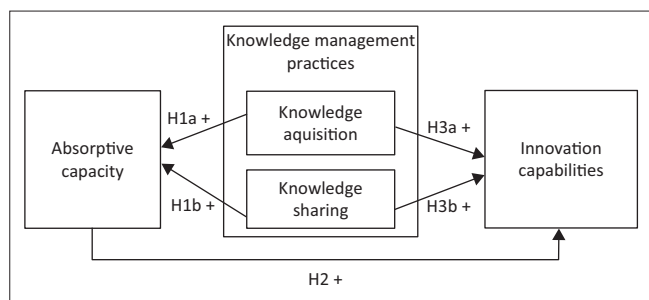 Knowledge management
practices
H1a +
Knowledge
aquisition
H3a +
Absorptive
capacity
Innovation
capabilities
H1b +
Knowledge
sharing
H3b +
H2 +